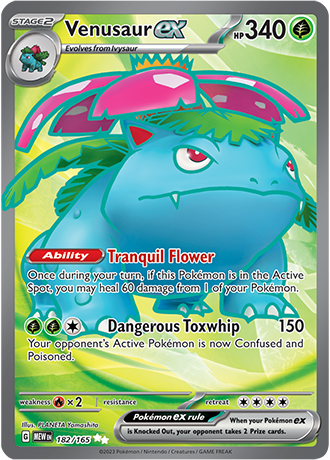 STAGE2 Venusaur ex HP 340
Evolves from Ivysaur
Ability Tranquil Flower
Once during your turn, if this Pokémon is in the Active
Spot, you may heal 60 damage from 1 of your Pokémon.
Dangerous Toxwhip 150
Your opponent's Active Pokémon is now Confused and
Poisoned.
weakness ×2 resistance retreat
Pokémon ex rule
When your Pokémon ex
is Knocked Out, your opponent takes 2 Prize cards.
Illus. PLANETA Yamashita
G MEW EN 182/165
©2023 Pokémon / Nintendo / Creatures / GAME FREAK